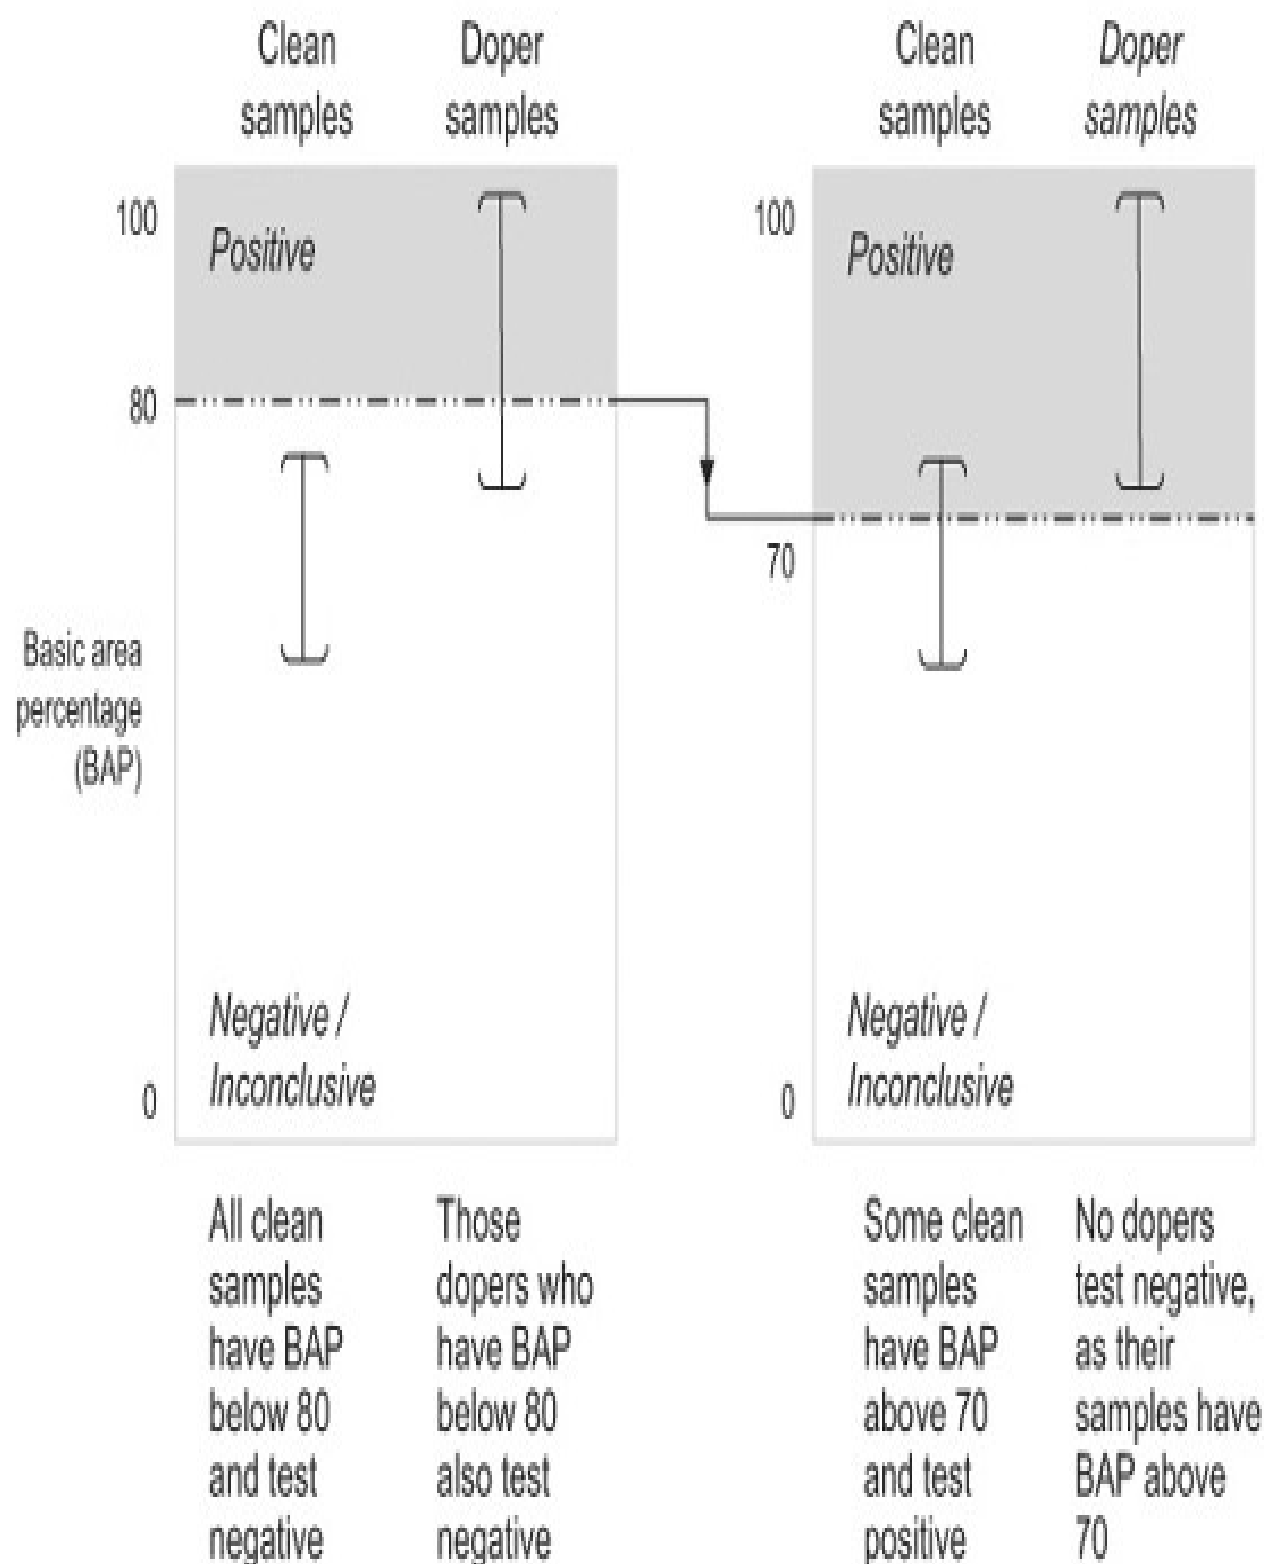 Clean
samples
Doper
samples
Clean
samples
Doper
samples
100
Positive
80
Basic area
percentage
(BAP)
Negative /
Inconclusive
0
100
Positive
70
Negative /
Inconclusive
0
All clean
samples
have BAP
below 80
and test
negative
Those
dopers who
have BAP
below 80
also test
negative
Some clean
samples
have BAP
above 70
and test
positive
No dopers
test negative,
as their
samples have
BAP above
70